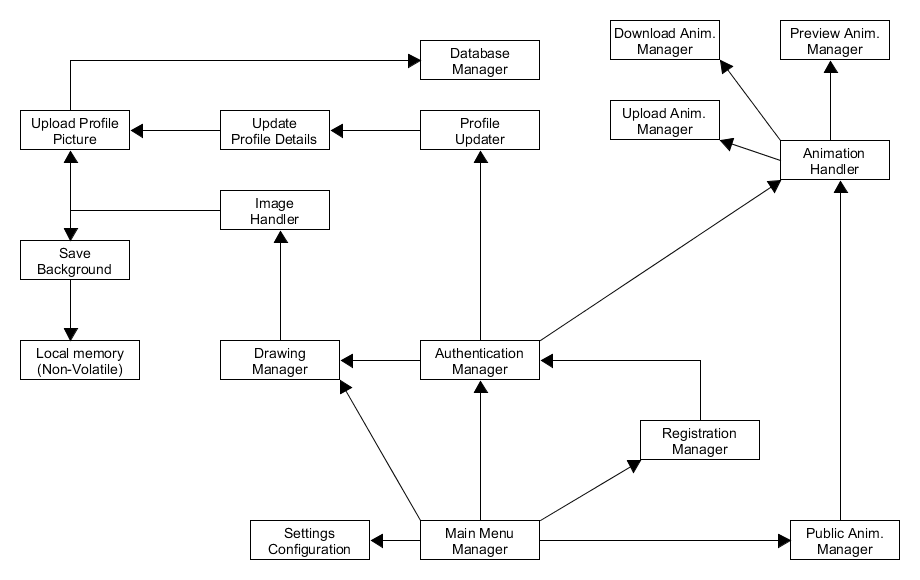 Download Anim.
Manager
Preview Anim.
Manager
Database
Manager
Upload Profile
Picture
Update
Profile Details
Profile
Updater
Upload Anim.
Manager
Animation
Handler
Image
Handler
Save
Background
Local memory
(Non-Volatile)
Drawing
Manager
Authentication
Manager
Registration
Manager
Settings
Configuration
Main Menu
Manager
Public Anim.
Manager